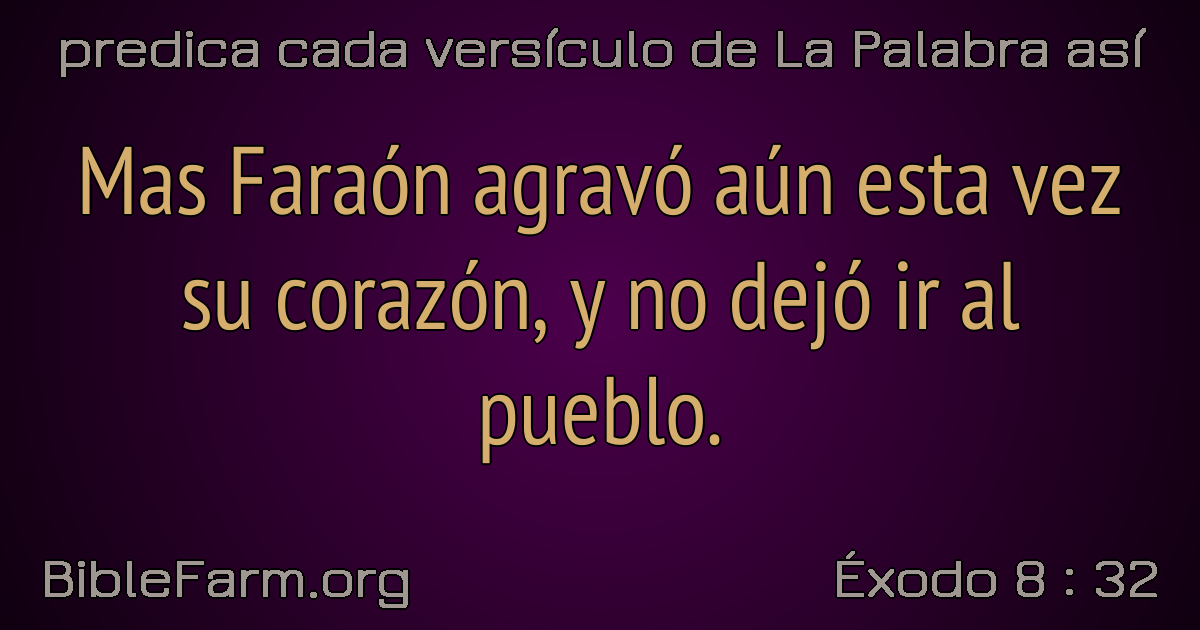 predica cada versículo de La Palabra así
Mas Faraón agravó aún esta vez
su corazón, y no dejó ir al
pueblo.
BibleFarm.org
Éxodo 8 : 32